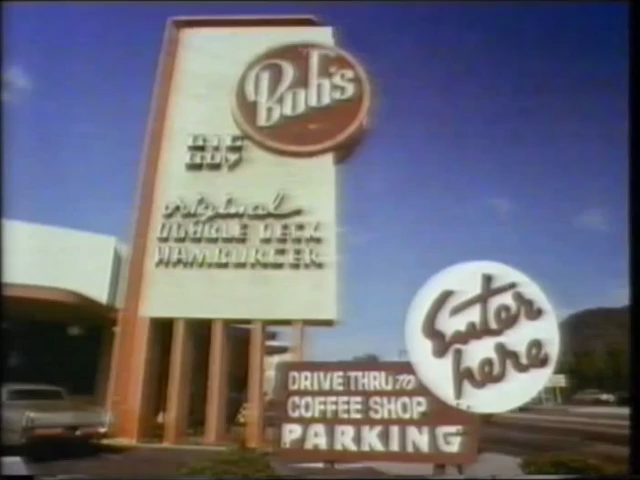 Bob's
BIG
BOY
original
DOUBLE DECK
HAMBURGER
Enter
here
DRIVE THRU TO
COFFEE SHOP
PARKING